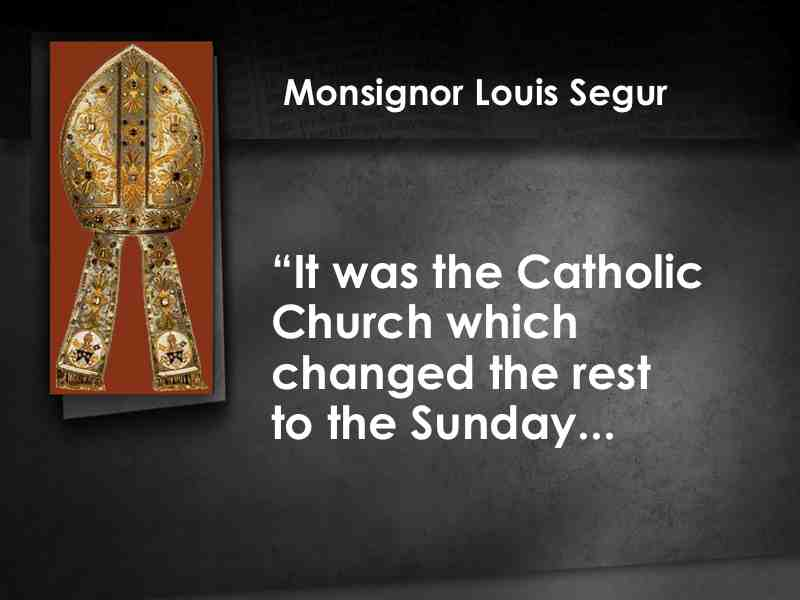 Monsignor Louis Segur
“It was the Catholic
Church which
changed the rest
to the Sunday...